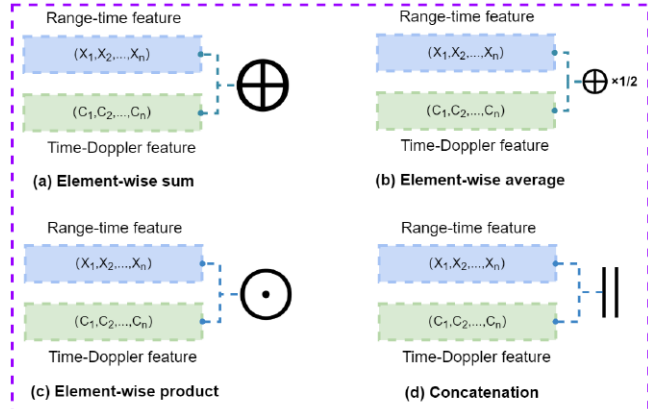 Range-time feature
(X₁,X₂,...,Xₙ)
(C₁,C₂,...,Cₙ)
Time-Doppler feature
(a) Element-wise sum
Range-time feature
(X₁,X₂,...,Xₙ)
×1/2
(C₁,C₂,...,Cₙ)
Time-Doppler feature
(b) Element-wise average
Range-time feature
(X₁,X₂,...,Xₙ)
(C₁,C₂,...,Cₙ)
Time-Doppler feature
(c) Element-wise product
Range-time feature
(X₁,X₂,...,Xₙ)
(C₁,C₂,...,Cₙ)
Time-Doppler feature
(d) Concatenation